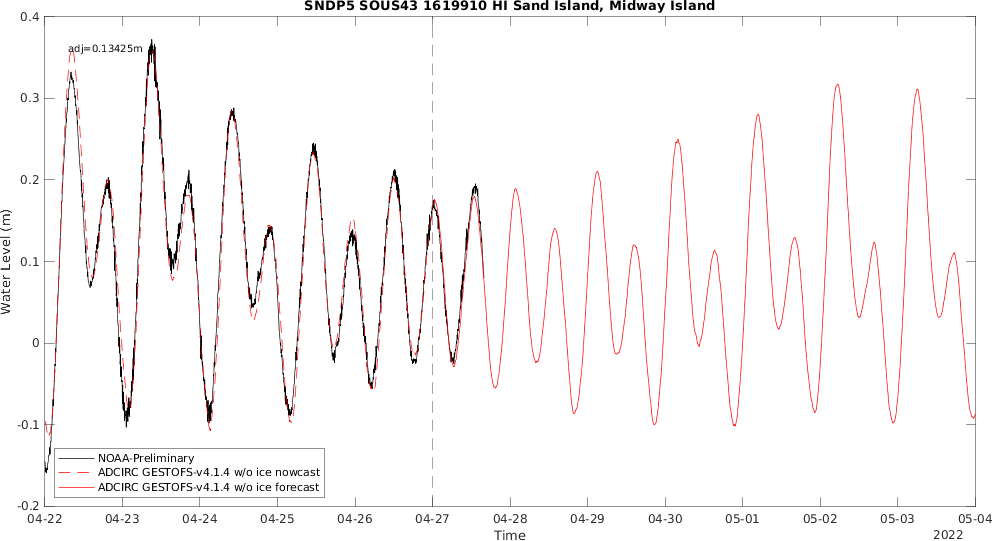 SNDP5 SOUS43 1619910 HI Sand Island, Midway Island
0.4
adj=0.13425m
0.3
0.2
0.1
0
-0.1
-0.2
Water Level (m)
NOAA-Preliminary
ADCIRC GESTOFS-v4.1.4 w/o ice nowcast
ADCIRC GESTOFS-v4.1.4 w/o ice forecast
04-22 04-23 04-24 04-25 04-26 04-27 04-28 04-29 04-30 05-01 05-02 05-03 05-04
Time
2022